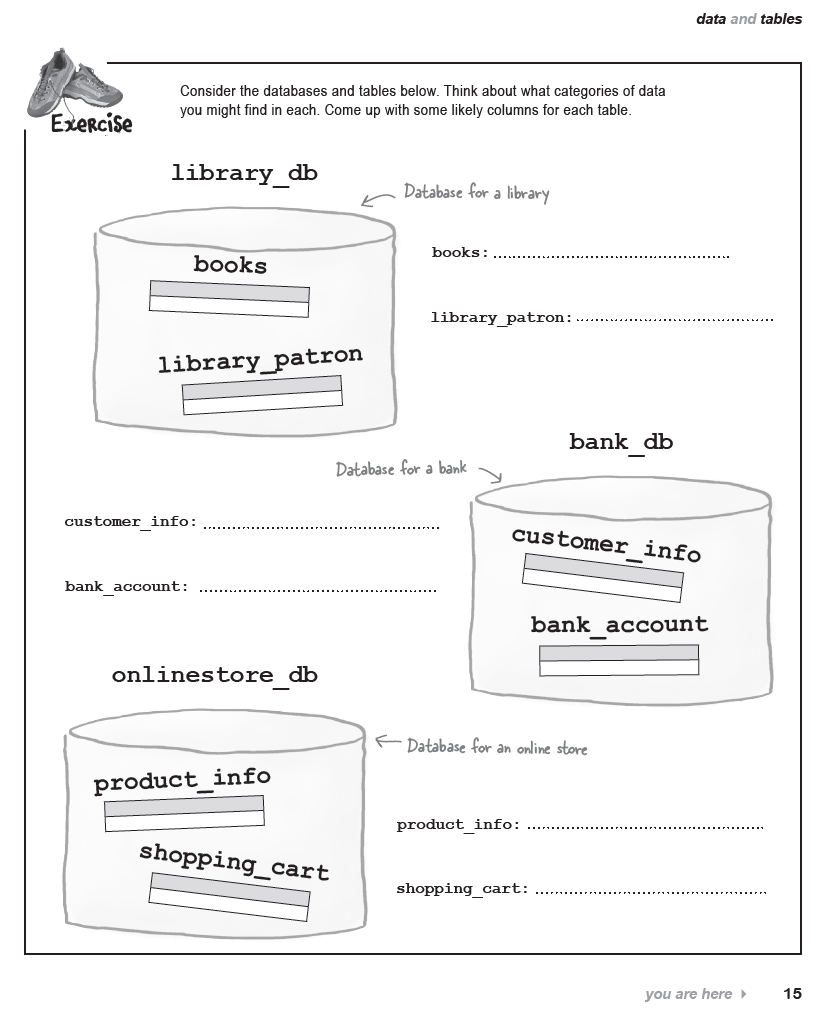 data and tables
Consider the databases and tables below. Think about what categories of data
you might find in each. Come up with some likely columns for each table.
Exercise
library_db
Database for a library
books
books:
library_patron:
library_patron
bank_db
Database for a bank
customer_info:
customer_info
bank_account:
bank_account
onlinestore_db
Database for an online store
product_info
product_info:
shopping_cart
shopping_cart:
you are here
15